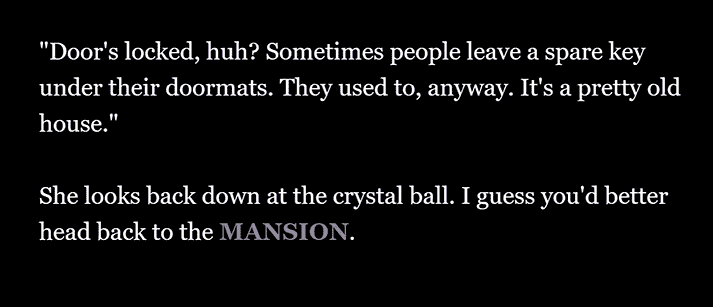 "Door's locked, huh? Sometimes people leave a spare key
under their doormats. They used to, anyway. It's a pretty old
house."
She looks back down at the crystal ball. I guess you'd better
head back to the MANSION.